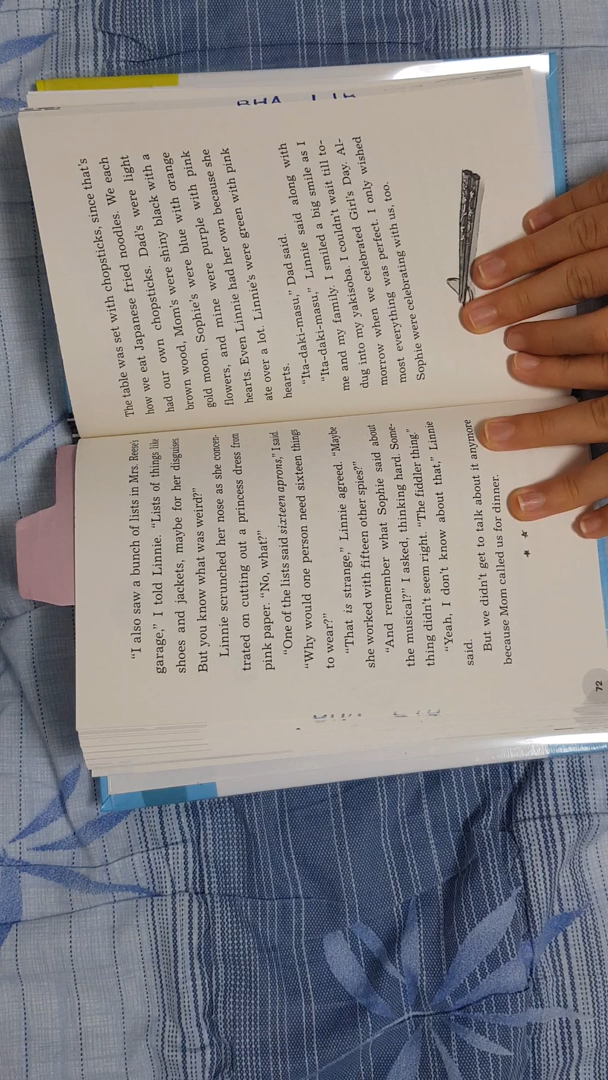 "I also saw a bunch of lists in Mrs. Reese's
garage," I told Linnie. "Lists of things like
shoes and jackets, maybe for her disguises.
But you know what was weird?"
Linnie scrunched her nose as she concen-
trated on cutting out a princess dress from
pink paper. "No, what?"
"One of the lists said sixteen aprons," I said.
"Why would one person need sixteen things
to wear?"
"That is strange," Linnie agreed. "Maybe
she worked with fifteen other spies?"
"And remember what Sophie said about
the musical?" I asked, thinking hard. "Some-
thing didn't seem right. "The fiddler thing"
"Yeah, I don't know about that," Linnie
said.
But we didn't get to talk about it anymore
because Mom called us for dinner.
★ ★
72
The table was set with chopsticks, since that's
how we eat Japanese fried noodles. We each
had our own chopsticks. Dad's were light
brown wood, Mom's were shiny black with a
gold moon, Sophie's were blue with orange
flowers, and mine were purple with pink
hearts. Even Linnie had her own because she
ate over a lot. Linnie's were green with pink
hearts.
"Ita-daki-masu," Dad said.
"Ita-daki-masu," Linnie said along with
me and my family. I smiled a big smile as I
dug into my yakisoba. I couldn't wait till to-
morrow when we celebrated Girl's Day. Al-
most everything was perfect. I only wished
Sophie were celebrating with us, too.